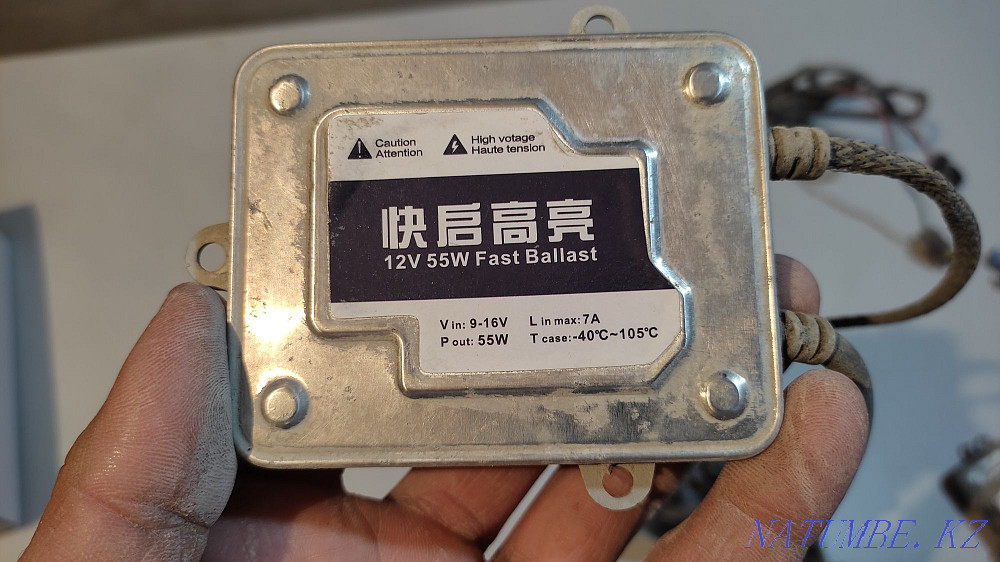 Caution
Attention
High votage
Haute tension
快启高亮
12V 55W Fast Ballast
V in: 9-16V
L in max: 7A
P out: 55W
T case:-40℃~105℃
NATUMBE.KZ